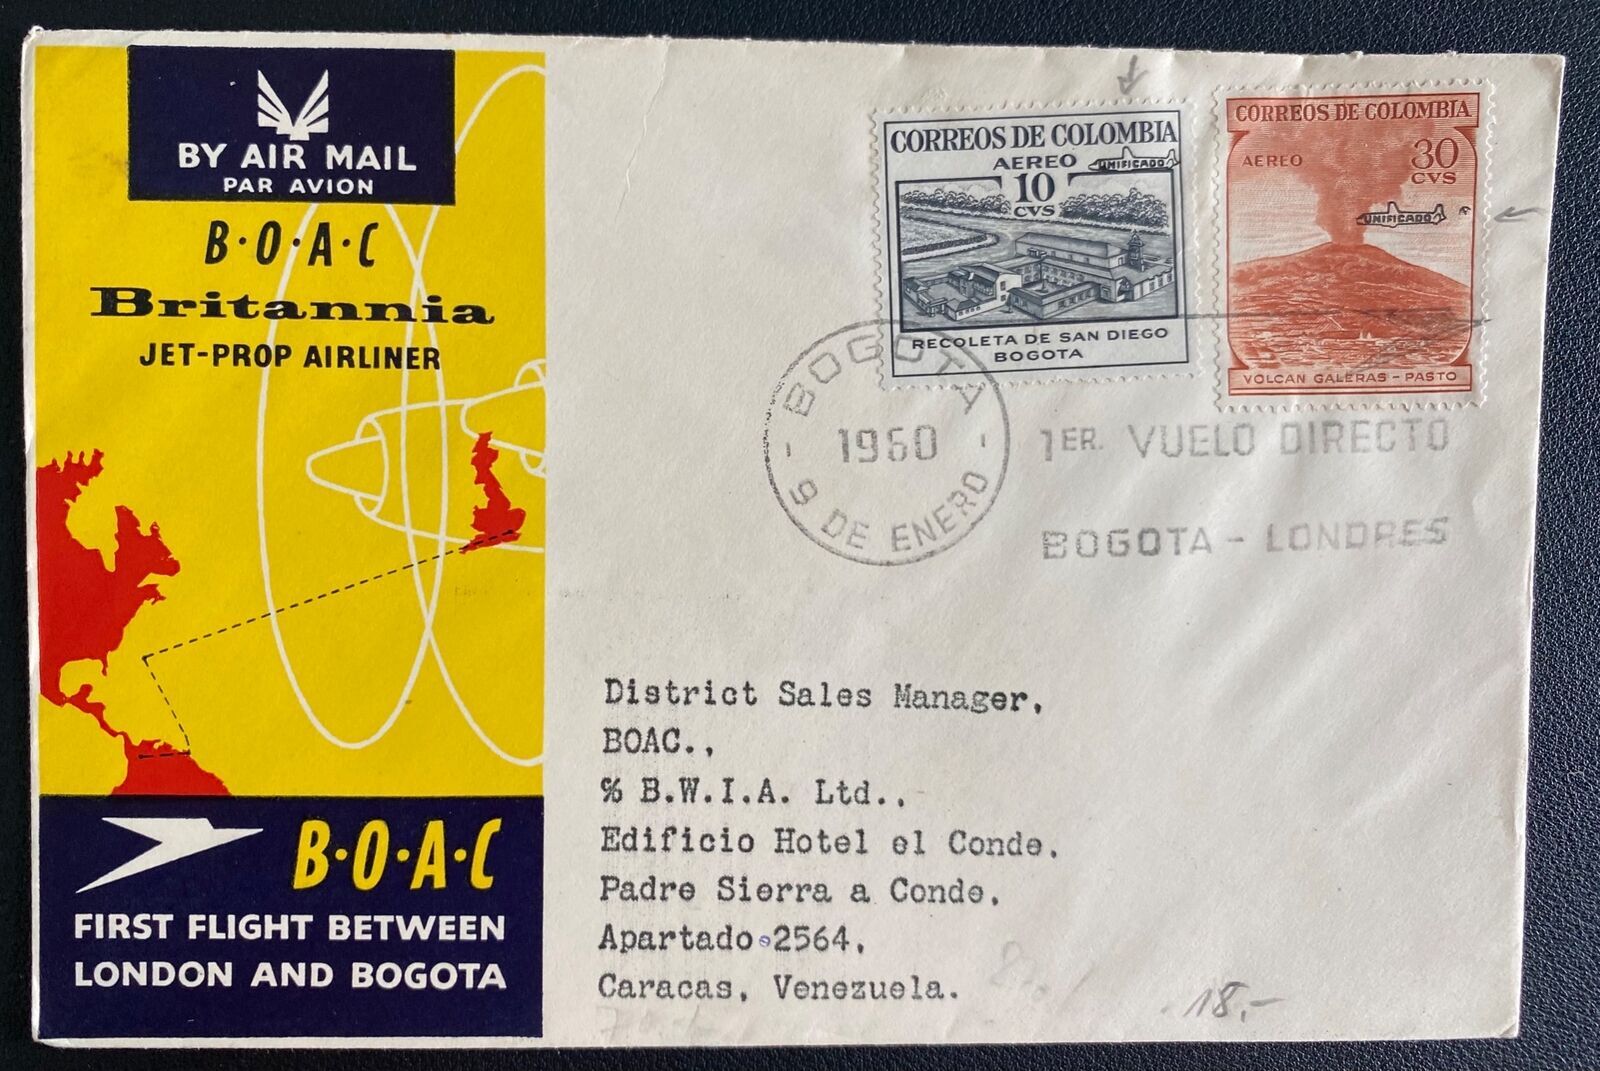 BY AIR MAIL
PAR AVION
B·O·A·C
Britannia
JET-PROP AIRLINER
B·O·A·C
FIRST FLIGHT BETWEEN
LONDON AND BOGOTA
CORREOS DE COLOMBIA
AEREO
UNIFICADO
10
CVS
RECOLETA DE SAN DIEGO
BOGOTA
CORREOS DE COLOMBIA
AEREO
30
CVS
UNIFICADO
VOLCAN GALERAS - PASTO
- BOGOTA -
1960
9 DE ENERO
1ER. VUELO DIRECTO
BOGOTA - LONDRES
District Sales Manager,
BOAC.,
% B.W.I.A. Ltd.,
Edificio Hotel el Conde,
Padre Sierra a Conde,
Apartado 2564,
Caracas, Venezuela.
18.-